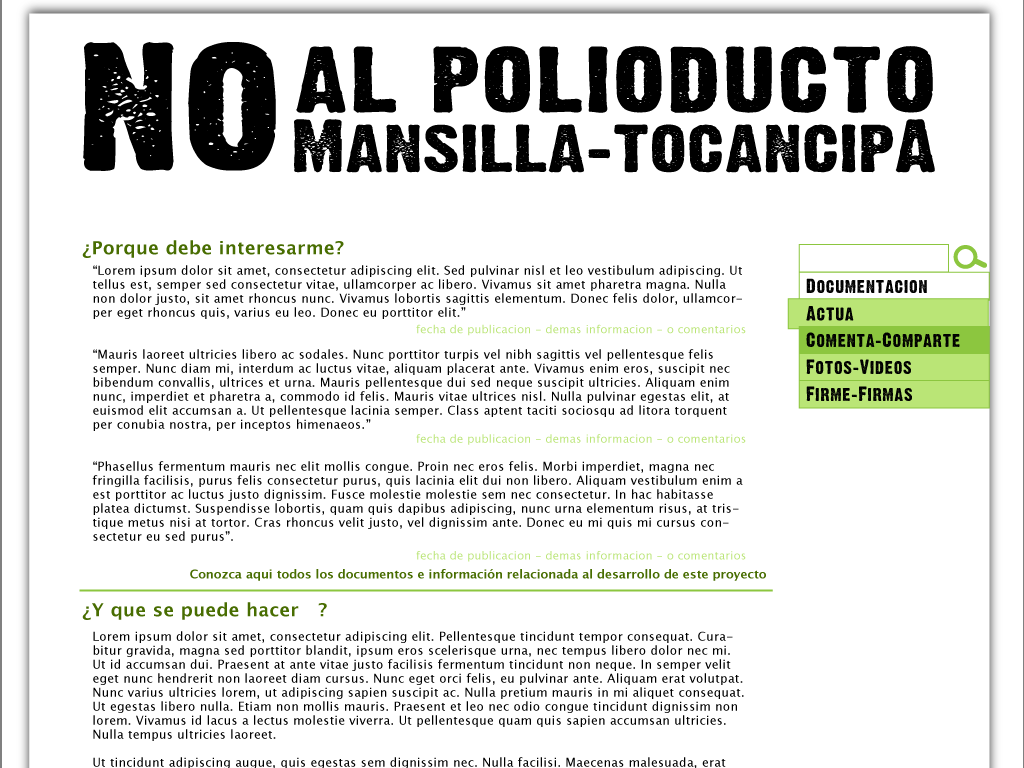 NO AL POLIODUCTO
MANSILLA-TOCANCIPA
¿Porque debe interesarme?
“Lorem ipsum dolor sit amet, consectetur adipiscing elit. Sed pulvinar nisl et leo vestibulum adipiscing. Ut
tellus est, semper sed consectetur vitae, ullamcorper ac libero. Vivamus sit amet pharetra magna. Nulla
non dolor justo, sit amet rhoncus nunc. Vivamus lobortis sagittis elementum. Donec felis dolor, ullamcor-
per eget rhoncus quis, varius eu leo. Donec eu porttitor elit.”
fecha de publicacion - demas informacion - o comentarios
“Mauris laoreet ultricies libero ac sodales. Nunc porttitor turpis vel nibh sagittis vel pellentesque felis
semper. Nunc diam mi, interdum ac luctus vitae, aliquam placerat ante. Vivamus enim eros, suscipit nec
bibendum convallis, ultrices et urna. Mauris pellentesque dui sed neque suscipit ultricies. Aliquam enim
nunc, imperdiet et pharetra a, commodo id felis. Mauris vitae ultrices nisl. Nulla pulvinar egestas elit, at
euismod elit accumsan a. Ut pellentesque lacinia semper. Class aptent taciti sociosqu ad litora torquent
per conubia nostra, per inceptos himenaeos.”
fecha de publicacion - demas informacion - o comentarios
“Phasellus fermentum mauris nec elit mollis congue. Proin nec eros felis. Morbi imperdiet, magna nec
fringilla facilisis, purus felis consectetur purus, quis lacinia elit dui non libero. Aliquam vestibulum enim a
est porttitor ac luctus justo dignissim. Fusce molestie molestie sem nec consectetur. In hac habitasse
platea dictumst. Suspendisse lobortis, quam quis dapibus adipiscing, nunc urna elementum risus, at tris-
tique metus nisi at tortor. Cras rhoncus velit justo, vel dignissim ante. Donec eu mi quis mi cursus con-
sectetur eu sed purus”.
fecha de publicacion - demas informacion - o comentarios
Conozca aqui todos los documentos e información relacionada al desarrollo de este proyecto
¿Y que se puede hacer ?
Lorem ipsum dolor sit amet, consectetur adipiscing elit. Pellentesque tincidunt tempor consequat. Cura-
bitur gravida, magna sed porttitor blandit, ipsum eros scelerisque urna, nec tempus libero dolor nec mi.
Ut id accumsan dui. Praesent at ante vitae justo facilisis fermentum tincidunt non neque. In semper velit
eget nunc hendrerit non laoreet diam cursus. Nunc eget orci felis, eu pulvinar ante. Aliquam erat volutpat.
Nunc varius ultricies lorem, ut adipiscing sapien suscipit ac. Nulla pretium mauris in mi aliquet consequat.
Ut egestas libero nulla. Etiam non mollis mauris. Praesent et leo nec odio congue tincidunt dignissim non
lorem. Vivamus id lacus a lectus molestie viverra. Ut pellentesque quam quis sapien accumsan ultricies.
Nulla tempus ultricies laoreet.
Ut tincidunt adipiscing augue, quis egestas sem dignissim nec. Nulla facilisi. Maecenas malesuada, erat
DOCUMENTACION
ACTUA
COMENTA-COMPARTE
FOTOS-VIDEOS
FIRME-FIRMAS